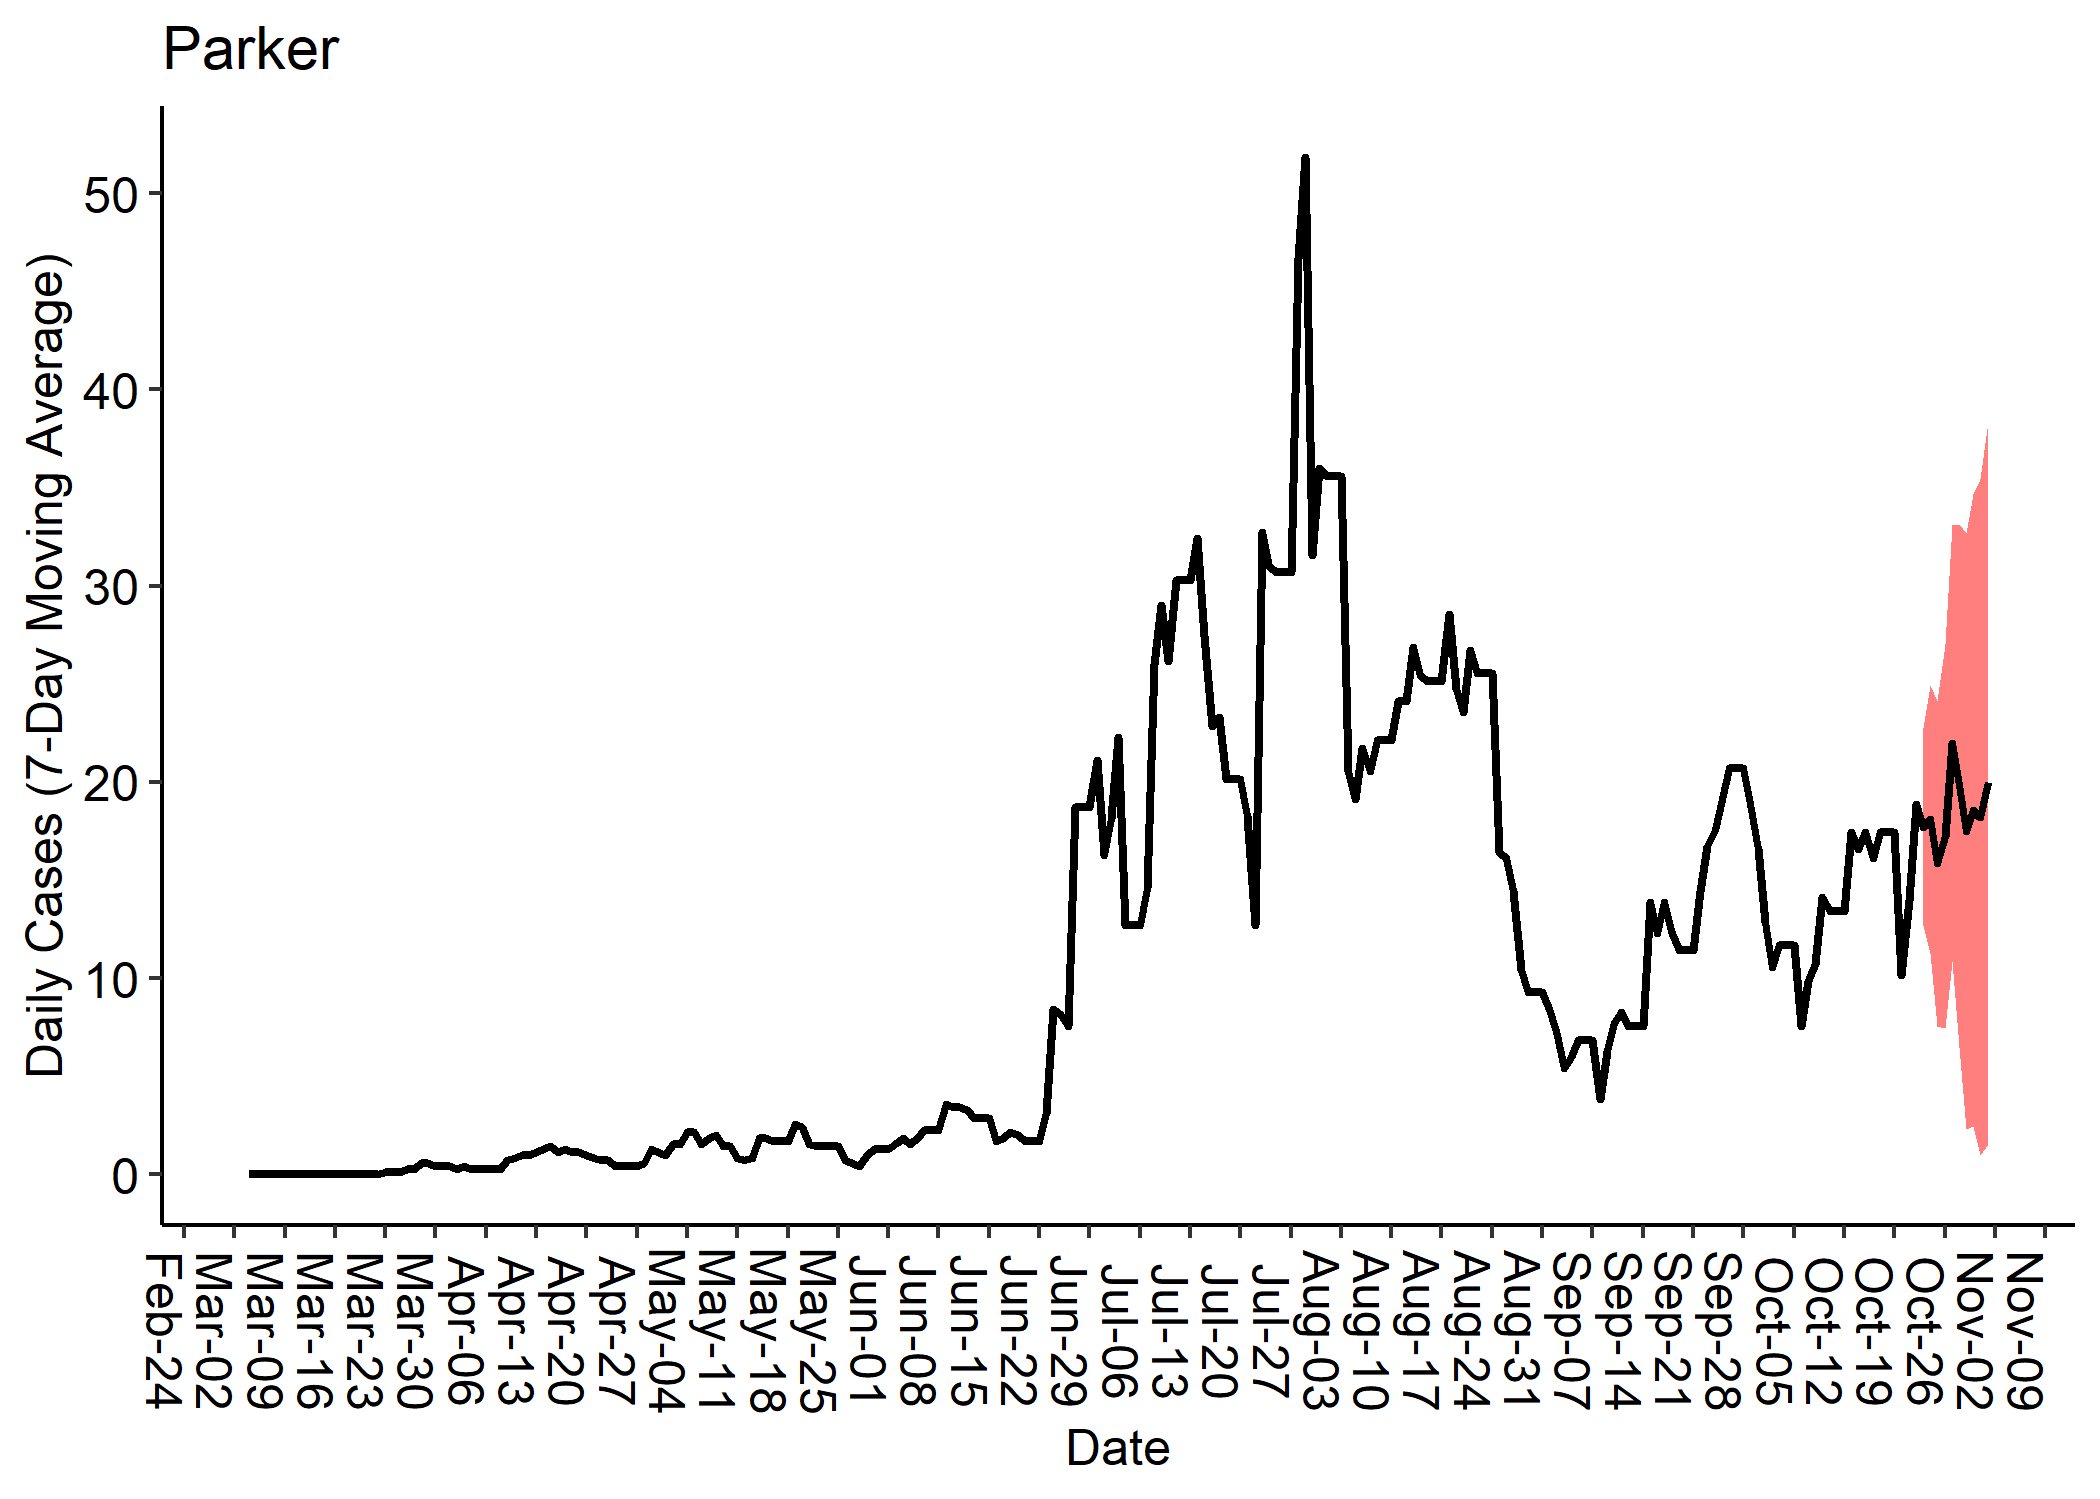 Parker
Daily Cases (7-Day Moving Average)
50
40
30
20
10
0
Feb-24
Mar-02
Mar-09
Mar-16
Mar-23
Mar-30
Apr-06
Apr-13
Apr-20
Apr-27
May-04
May-11
May-18
May-25
Jun-01
Jun-08
Jun-15
Jun-22
Jun-29
Jul-06
Jul-13
Jul-20
Jul-27
Aug-03
Aug-10
Aug-17
Aug-24
Aug-31
Sep-07
Sep-14
Sep-21
Sep-28
Oct-05
Oct-12
Oct-19
Oct-26
Nov-02
Nov-09
Date